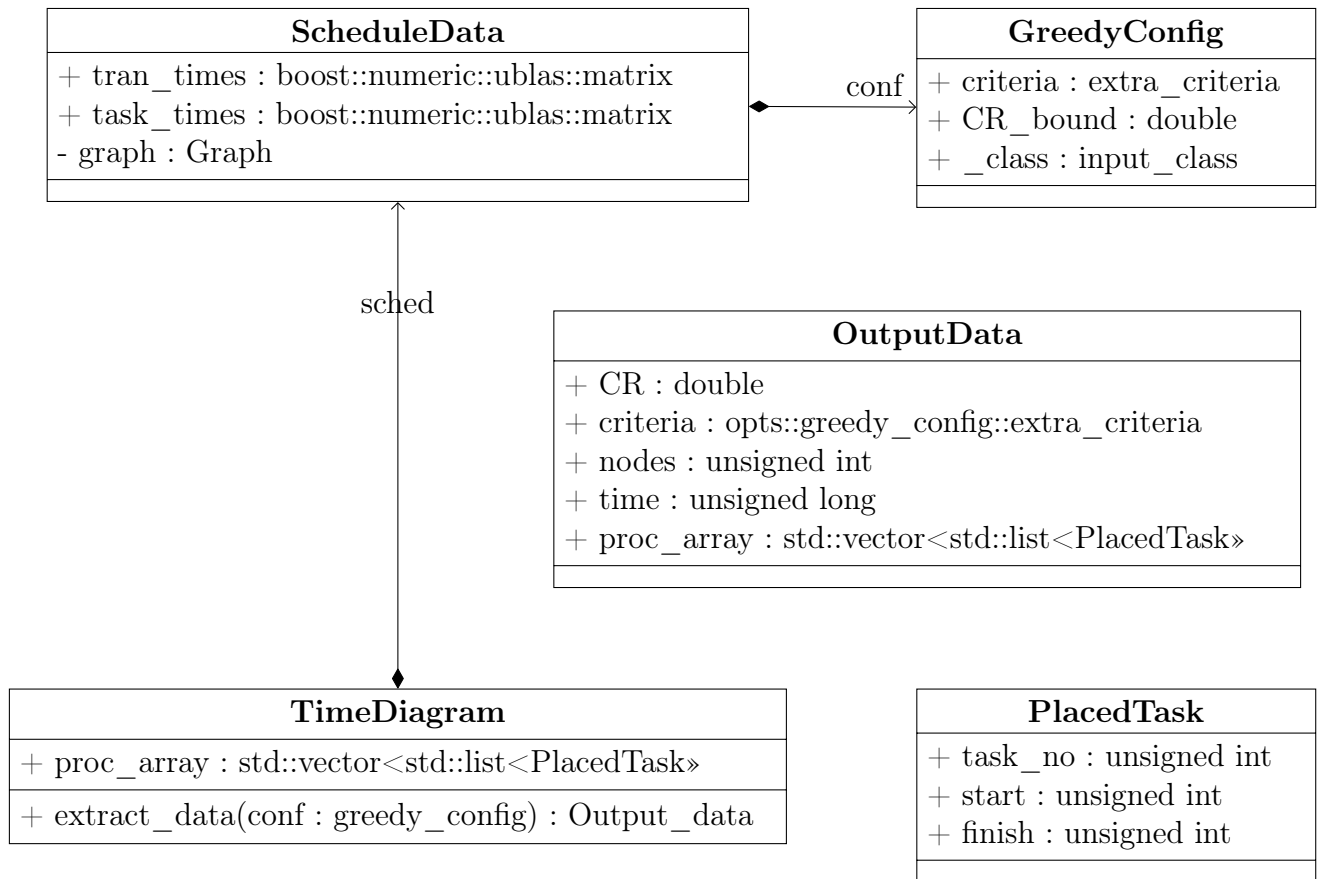 ScheduleData
+ tran_times : boost::numeric::ublas::matrix
+ task_times : boost::numeric::ublas::matrix
- graph : Graph
conf
GreedyConfig
+ criteria : extra_criteria
+ CR_bound : double
+ _class : input_class
sched
OutputData
+ CR : double
+ criteria : opts::greedy_config::extra_criteria
+ nodes : unsigned int
+ time : unsigned long
+ proc_array : std::vector<std::list<PlacedTask»
TimeDiagram
+ proc_array : std::vector<std::list<PlacedTask»
+ extract_data(conf : greedy_config) : Output_data
PlacedTask
+ task_no : unsigned int
+ start : unsigned int
+ finish : unsigned int